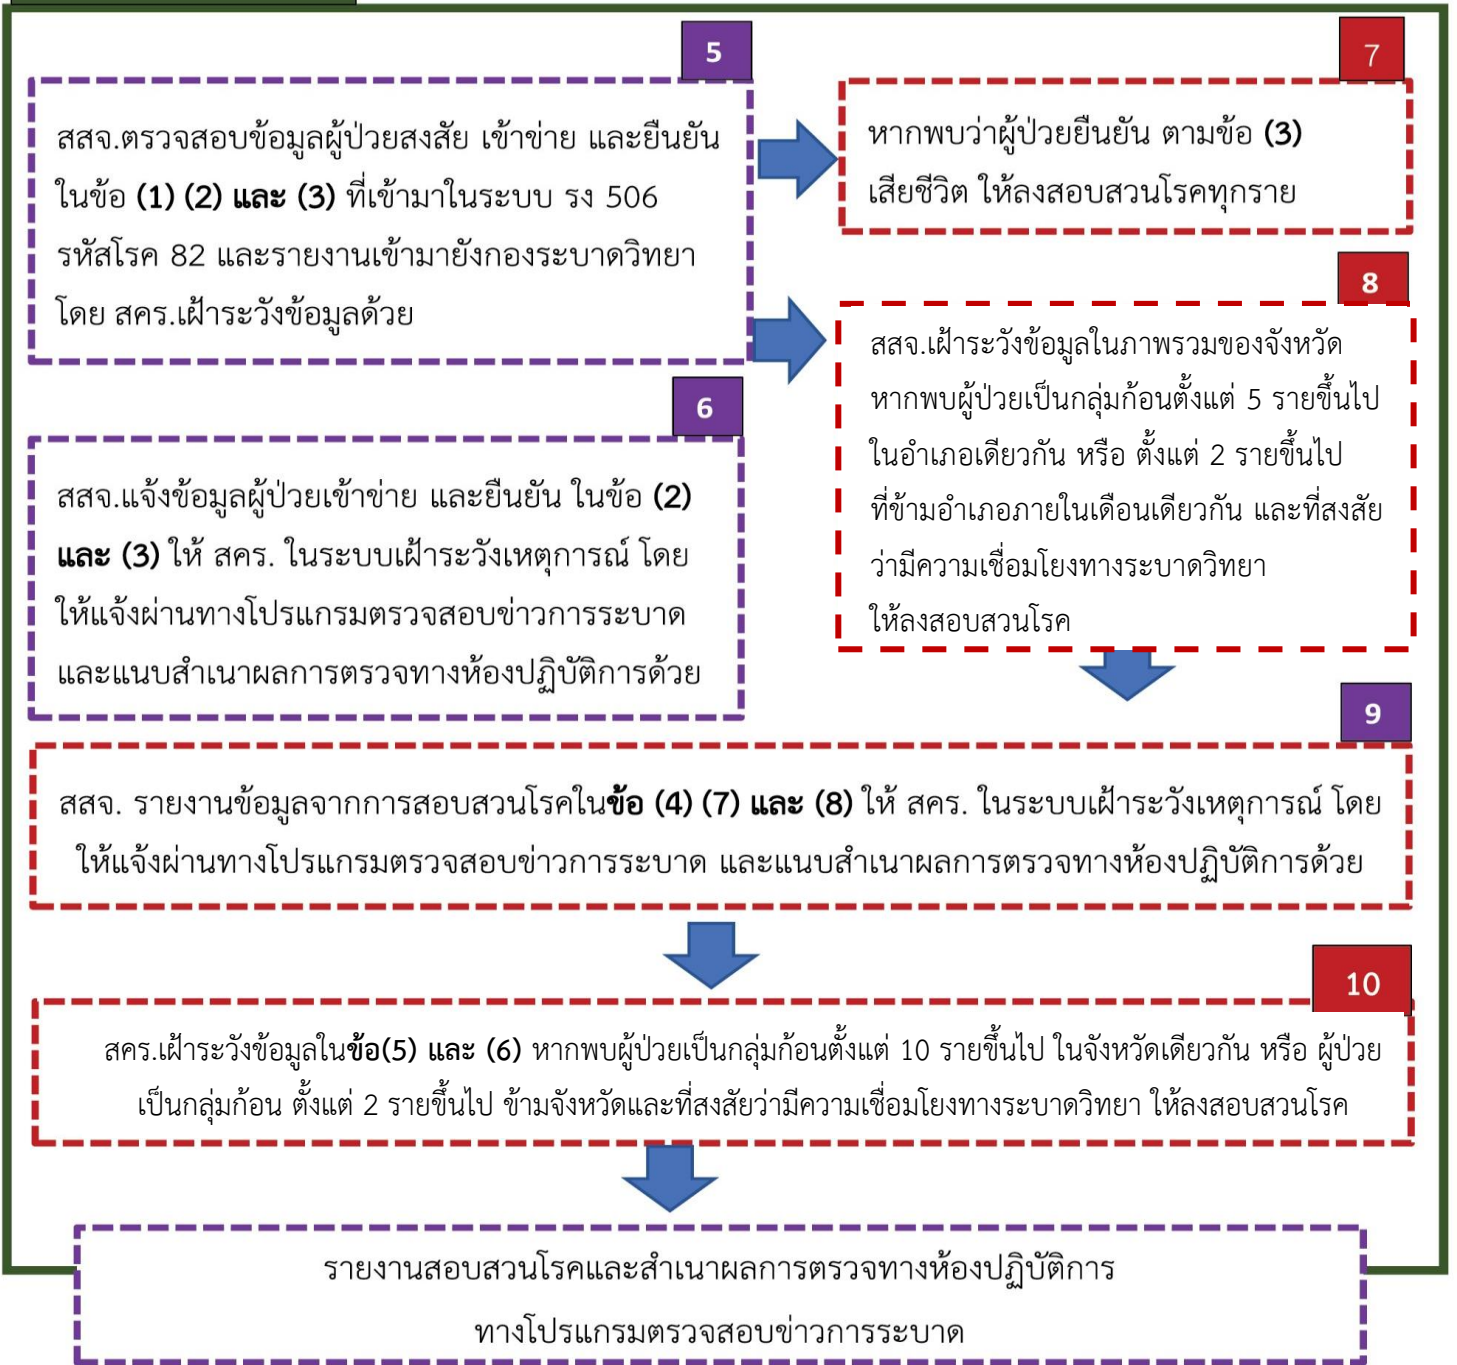 5
สสจ.ตรวจสอบข้อมูลผู้ป่วยสงสัย เข้าข่าย และยืนยัน
ในข้อ (1) (2) และ (3) ที่เข้ามาในระบบ รง 506
รหัสโรค 82 และรายงานเข้ามายังกองระบาดวิทยา
โดย สคร.เฝ้าระวังข้อมูลด้วย
7
หากพบว่าผู้ป่วยยืนยัน ตามข้อ (3)
เสียชีวิต ให้ลงสอบสวนโรคทุกราย
6
สสจ.แจ้งข้อมูลผู้ป่วยเข้าข่าย และยืนยัน ในข้อ (2)
และ (3) ให้ สคร. ในระบบเฝ้าระวังเหตุการณ์ โดย
ให้แจ้งผ่านทางโปรแกรมตรวจสอบข่าวการระบาด
และแนบสำเนาผลการตรวจทางห้องปฏิบัติการด้วย
8
สสจ.เฝ้าระวังข้อมูลในภาพรวมของจังหวัด
หากพบผู้ป่วยเป็นกลุ่มก้อนตั้งแต่ 5 รายขึ้นไป
ในอำเภอเดียวกัน หรือ ตั้งแต่ 2 รายขึ้นไป
ที่ข้ามอำเภอภายในเดือนเดียวกัน และที่สงสัย
ว่ามีความเชื่อมโยงทางระบาดวิทยา
ให้ลงสอบสวนโรค
9
สสจ. รายงานข้อมูลจากการสอบสวนโรคในข้อ (4) (7) และ (8) ให้ สคร. ในระบบเฝ้าระวังเหตุการณ์ โดย
ให้แจ้งผ่านทางโปรแกรมตรวจสอบข่าวการระบาด และแนบสำเนาผลการตรวจทางห้องปฏิบัติการด้วย
10
สคร.เฝ้าระวังข้อมูลในข้อ(5) และ (6) หากพบผู้ป่วยเป็นกลุ่มก้อนตั้งแต่ 10 รายขึ้นไป ในจังหวัดเดียวกัน หรือ ผู้ป่วย
เป็นกลุ่มก้อน ตั้งแต่ 2 รายขึ้นไป ข้ามจังหวัดและที่สงสัยว่ามีความเชื่อมโยงทางระบาดวิทยา ให้ลงสอบสวนโรค
รายงานสอบสวนโรคและสำเนาผลการตรวจทางห้องปฏิบัติการ
ทางโปรแกรมตรวจสอบข่าวการระบาด